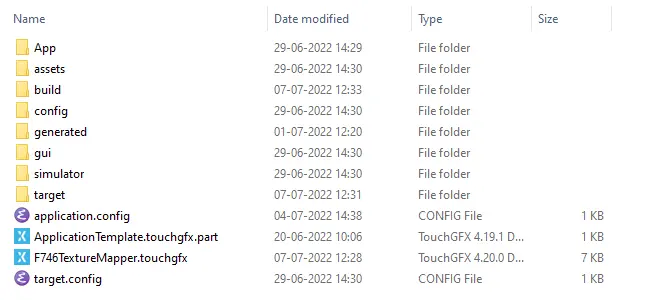 Name Date modified Type Size
App 29-06-2022 14:29 File folder
assets 29-06-2022 14:30 File folder
build 07-07-2022 12:33 File folder
config 29-06-2022 14:30 File folder
generated 01-07-2022 12:20 File folder
gui 29-06-2022 14:30 File folder
simulator 29-06-2022 14:30 File folder
target 07-07-2022 12:31 File folder
application.config 04-07-2022 14:38 CONFIG File 1 KB
ApplicationTemplate.touchgfx.part 20-06-2022 10:06 TouchGFX 4.19.1 D... 1 KB
F746TextureMapper.touchgfx 07-07-2022 12:28 TouchGFX 4.20.0 D... 7 KB
target.config 29-06-2022 14:30 CONFIG File 1 KB